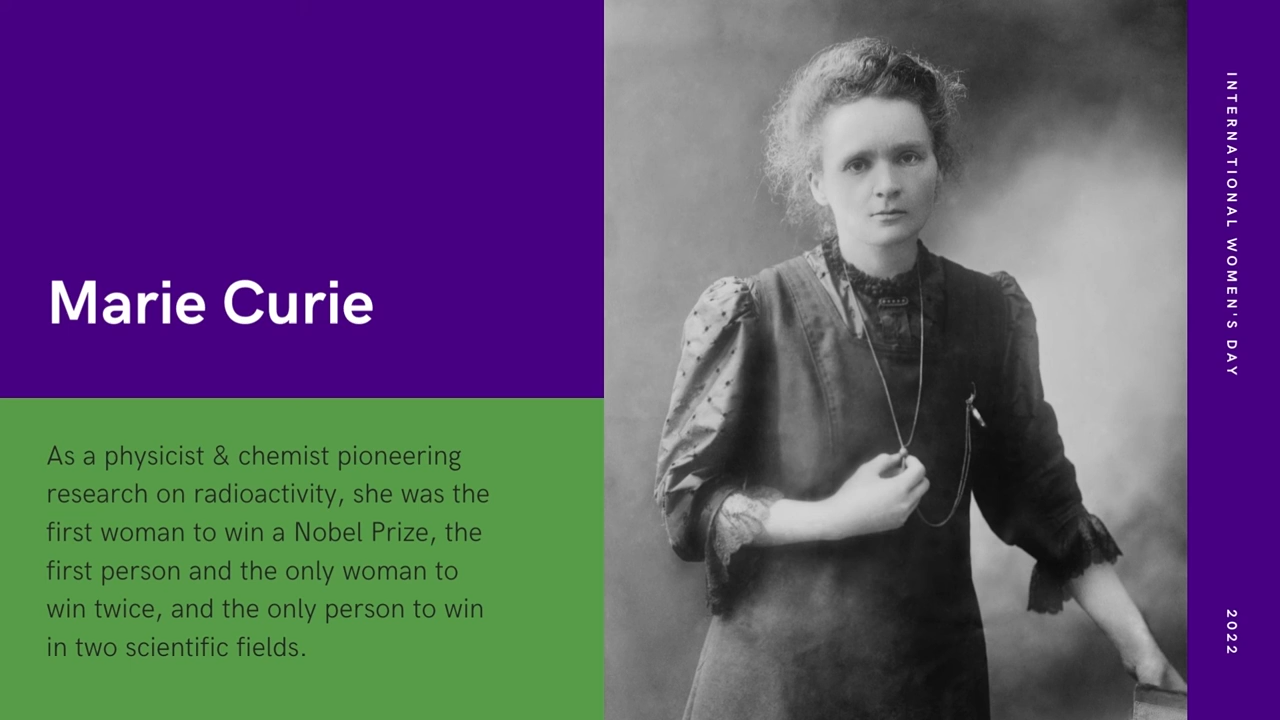 Marie Curie
As a physicist & chemist pioneering
research on radioactivity, she was the
first woman to win a Nobel Prize, the
first person and the only woman to
win twice, and the only person to win
in two scientific fields.
INTERNATIONAL WOMEN'S DAY
2022